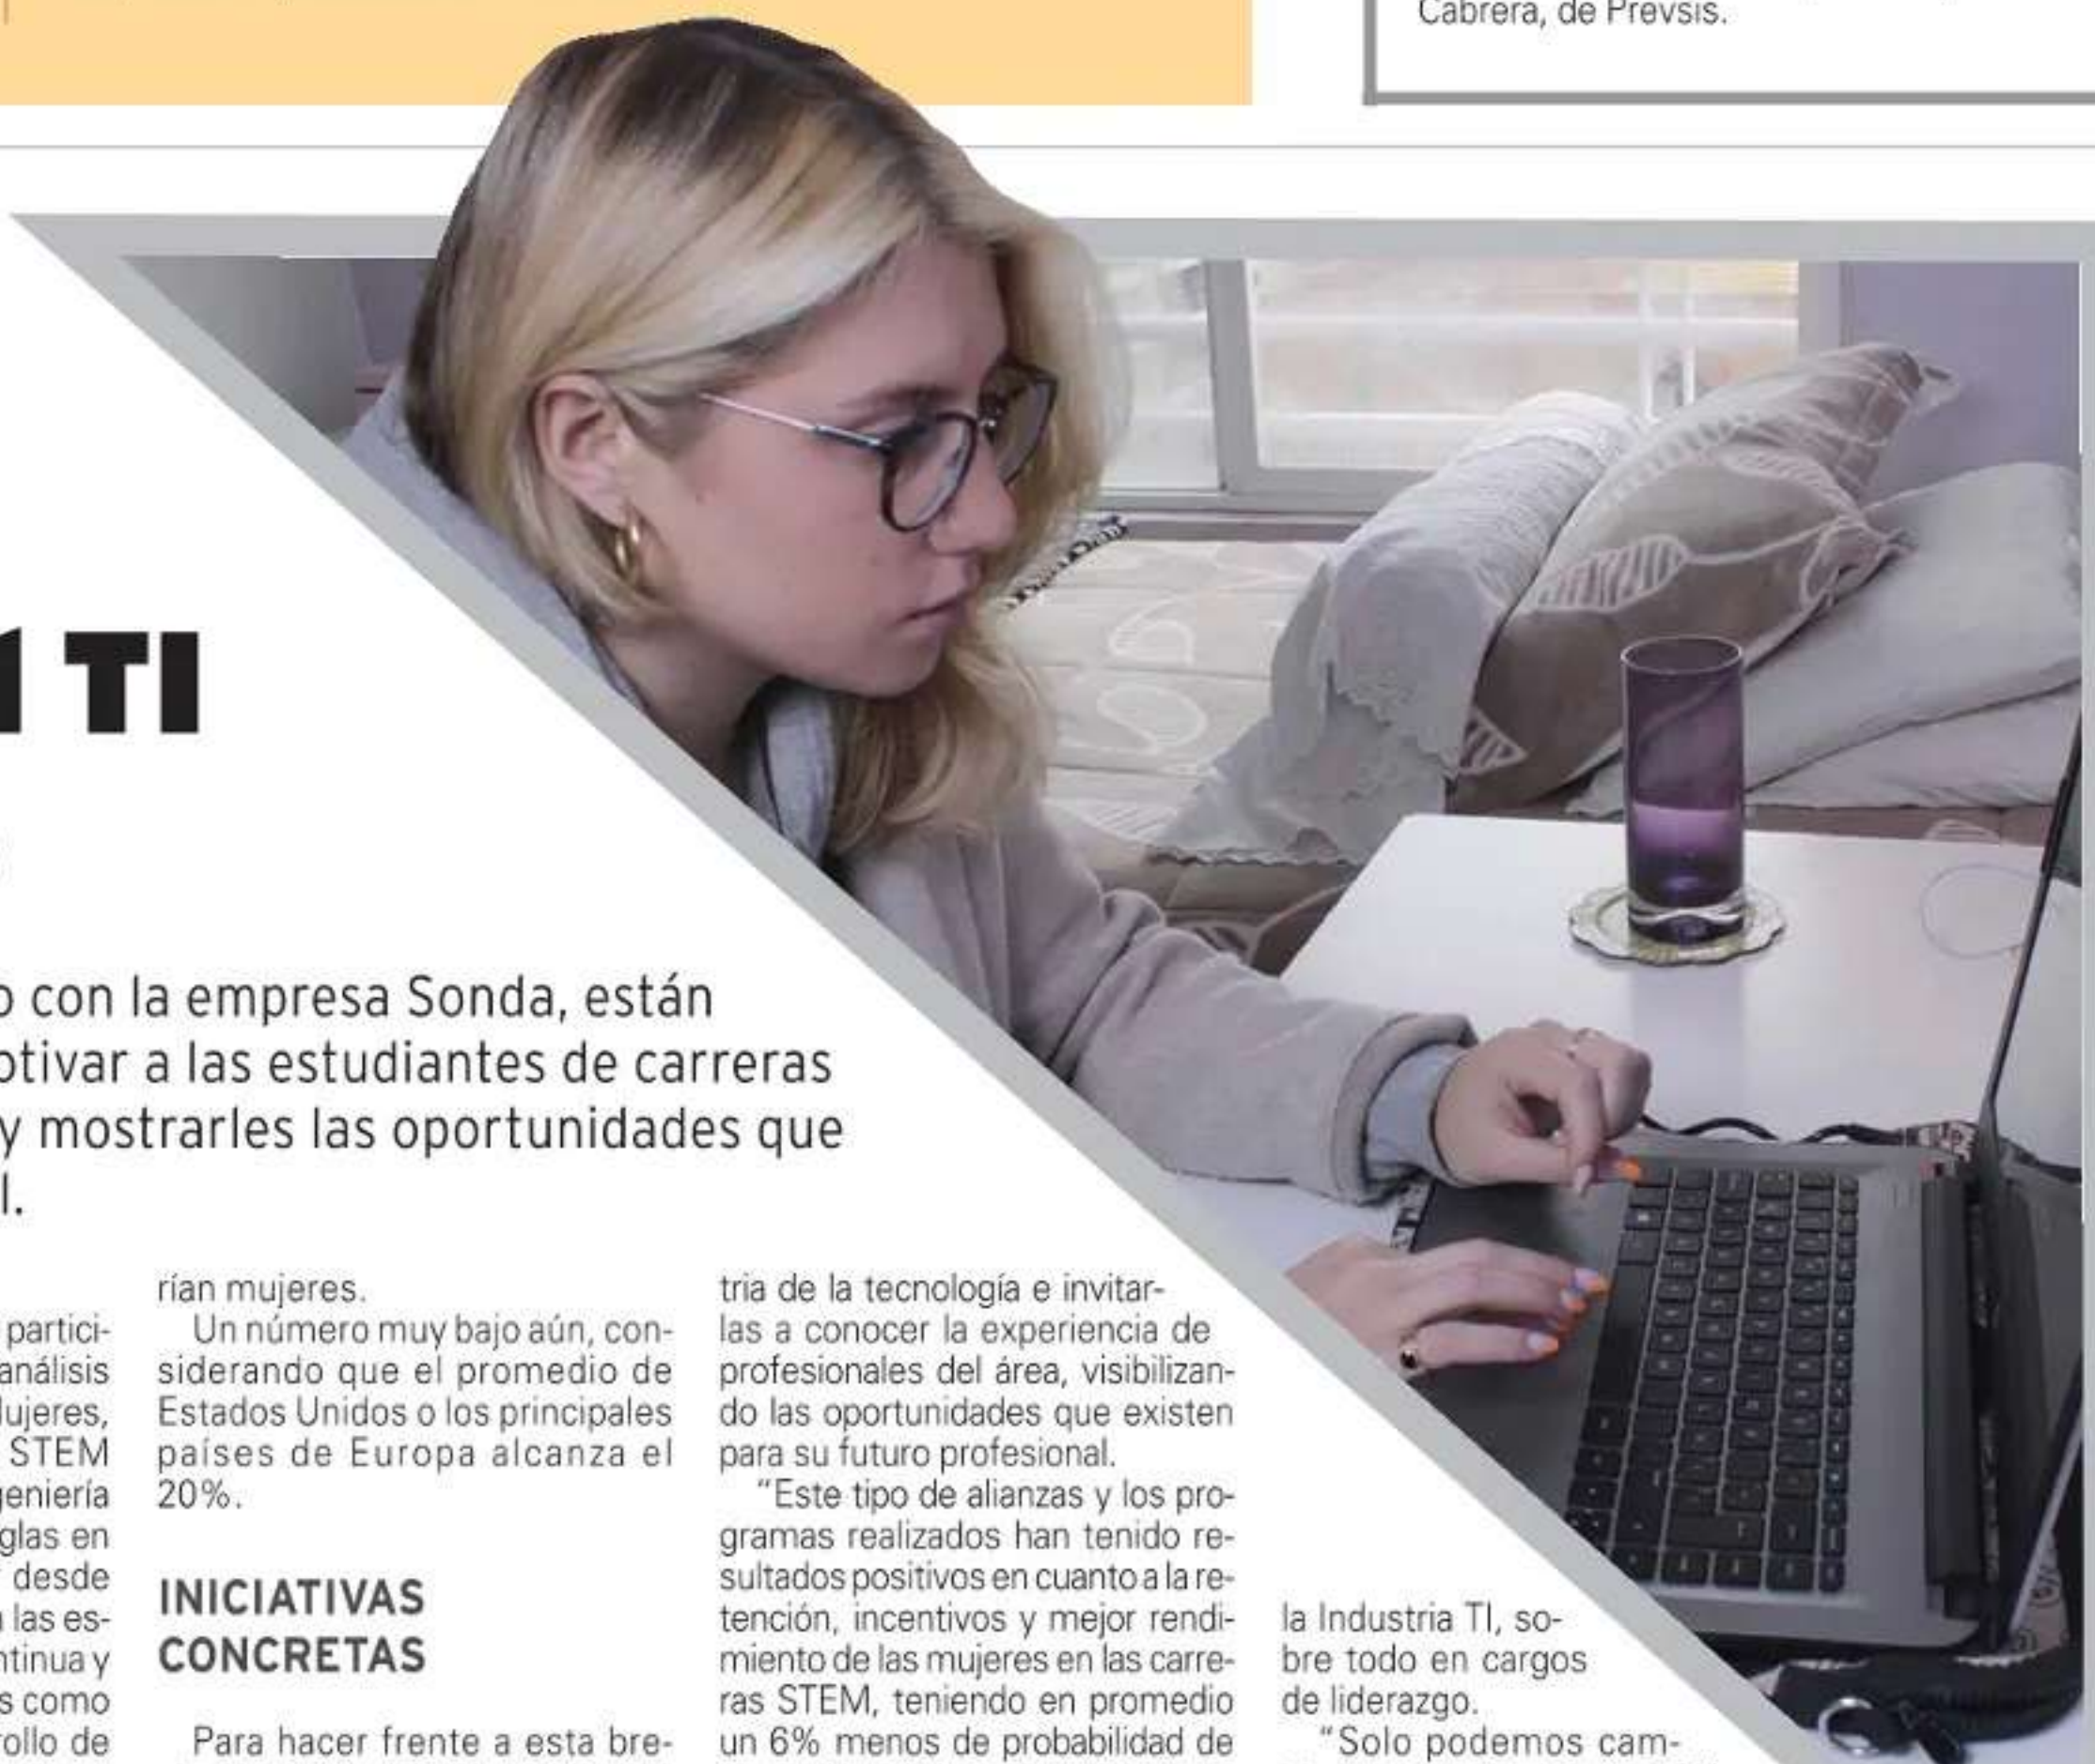 Cabrera, de Prevsis.
TI
con la empresa Sonda, están
a las estudiantes de carreras
y mostrarles las oportunidades que
l.
partici-
análisis
STEM
glas en
desde
las es-
y
como
de
rían mujeres.
Un número muy bajo aún, con-
siderando que el promedio de
Estados Unidos o los principales
países de Europa alcanza el
20%.
INICIATIVAS
CONCRETAS
Para hacer frente a esta bre-
tria de la tecnología e invitar-
las a conocer la experiencia de
profesionales del área, visibilizan-
do las oportunidades que existen
para su futuro profesional.
“Este tipo de alianzas y los pro-
gramas realizados han tenido re-
sultados positivos en cuanto a la re-
tención, incentivos y mejor rendi-
miento de las mujeres en las carre-
ras STEM, teniendo en promedio
un 6% menos de probabilidad de
la Industria TI, so-
bre todo en cargos
de liderazgo.
“Solo podemos cam-